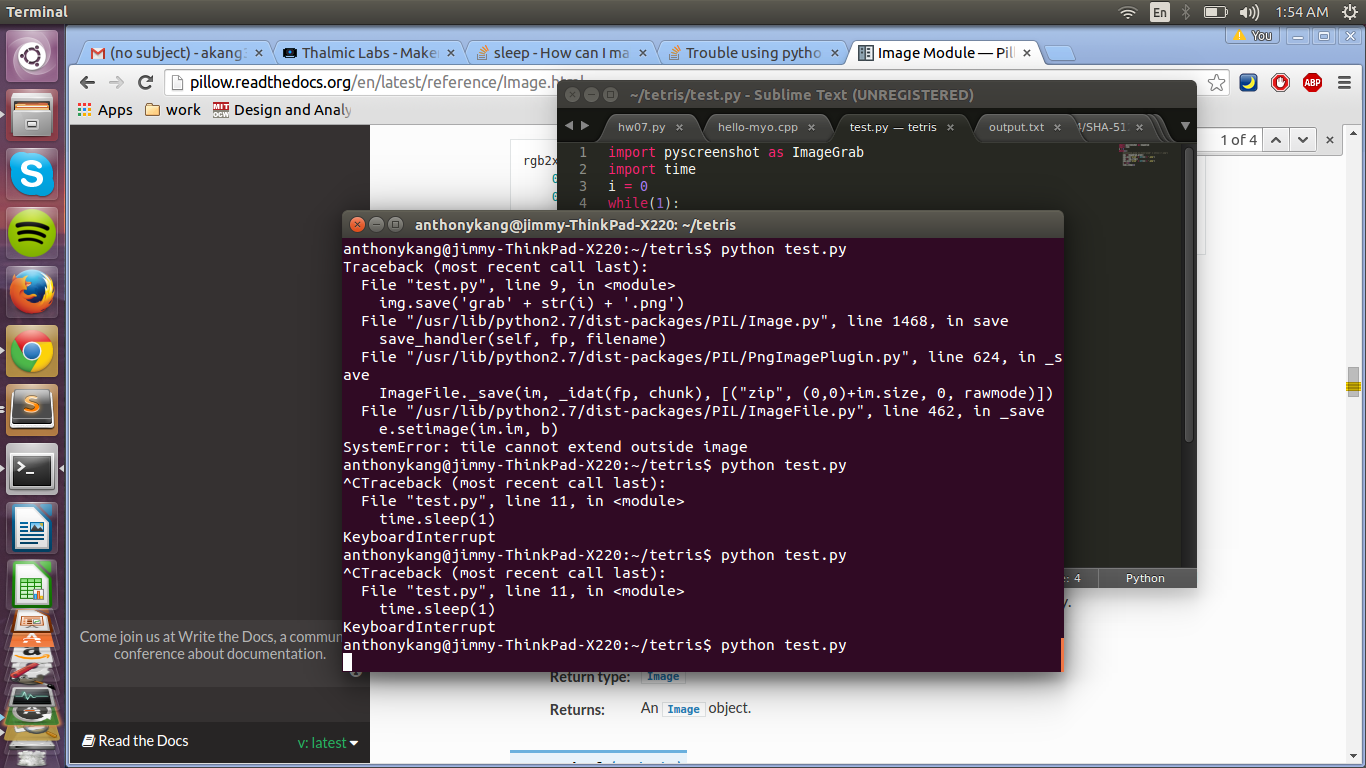 Terminal
En
1:54 AM
(no subject) - akang
Thalmic Labs - Make
sleep - How can I ma
Trouble using pytho
Image Module — Pil
You
pillow.readthedocs.org/en/latest/reference/Image.html
ABP
Apps
work
Design and Analy
~/tetris/test.py - Sublime Text (UNREGISTERED)
hw07.py
hello-myo.cpp
test.py — tetris
output.txt
4/SHA-51
1 of 4
rgb2x
0
0
1 import pyscreenshot as ImageGrab
2 import time
3 i = 0
4 while(1):
anthonykang@jimmy-ThinkPad-X220: ~/tetris
anthonykang@jimmy-ThinkPad-X220:~/tetris$ python test.py
Traceback (most recent call last):
File "test.py", line 9, in <module>
img.save('grab' + str(i) + '.png')
File "/usr/lib/python2.7/dist-packages/PIL/Image.py", line 1468, in save
save_handler(self, fp, filename)
File "/usr/lib/python2.7/dist-packages/PIL/PngImagePlugin.py", line 624, in _s
ave
ImageFile._save(im, _idat(fp, chunk), [("zip", (0,0)+im.size, 0, rawmode)])
File "/usr/lib/python2.7/dist-packages/PIL/ImageFile.py", line 462, in _save
e.setimage(im.im, b)
SystemError: tile cannot extend outside image
anthonykang@jimmy-ThinkPad-X220:~/tetris$ python test.py
^CTraceback (most recent call last):
File "test.py", line 11, in <module>
time.sleep(1)
KeyboardInterrupt
anthonykang@jimmy-ThinkPad-X220:~/tetris$ python test.py
^CTraceback (most recent call last):
File "test.py", line 11, in <module>
time.sleep(1)
KeyboardInterrupt
anthonykang@jimmy-ThinkPad-X220:~/tetris$ python test.py
: 4
Python
y.
Come join us at Write the Docs, a commun
conference about documentation.
Return type: Image
Returns: An Image object.
Read the Docs
v: latest